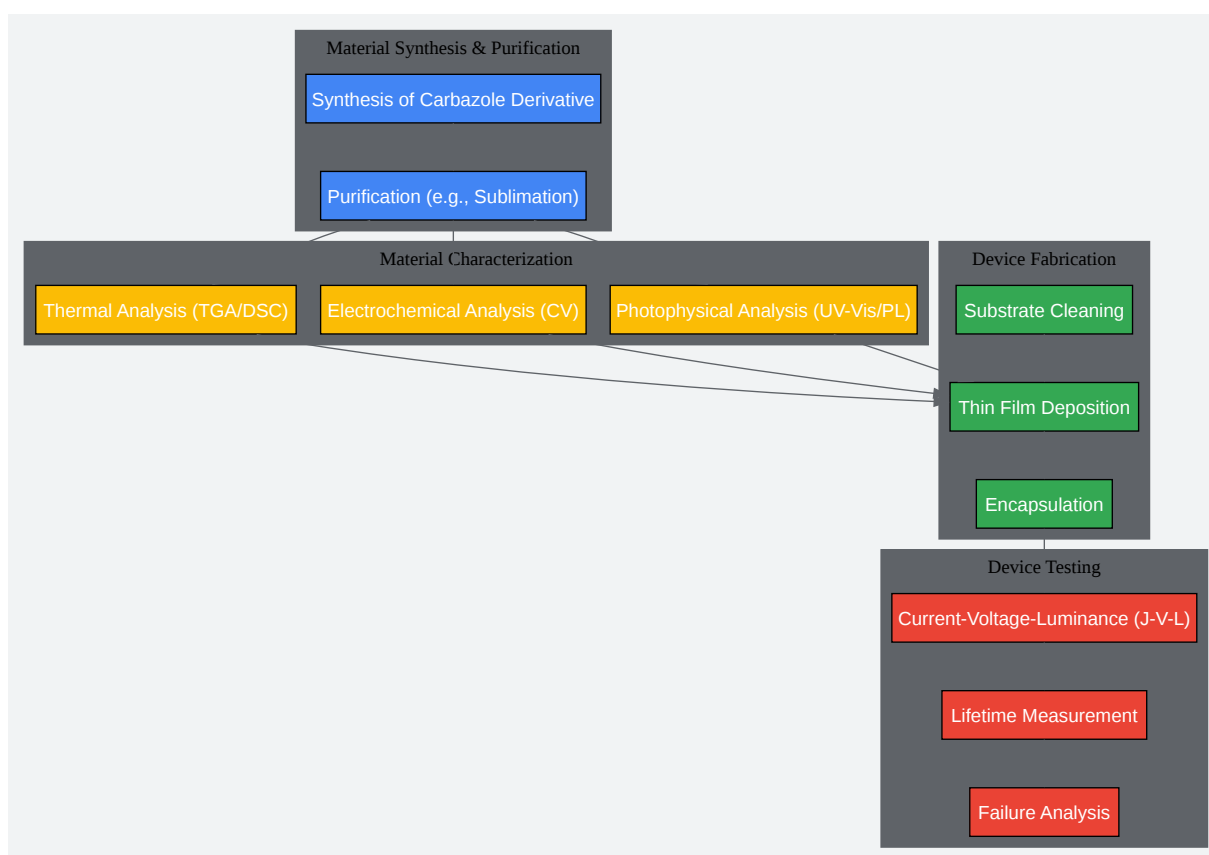 Material Synthesis & Purification
Synthesis of Carbazole Derivative
Purification (e.g., Sublimation)
Material Characterization
Thermal Analysis (TGA/DSC)
Electrochemical Analysis (CV)
Photophysical Analysis (UV-Vis/PL)
Device Fabrication
Substrate Cleaning
Thin Film Deposition
Encapsulation
Device Testing
Current-Voltage-Luminance (J-V-L)
Lifetime Measurement
Failure Analysis